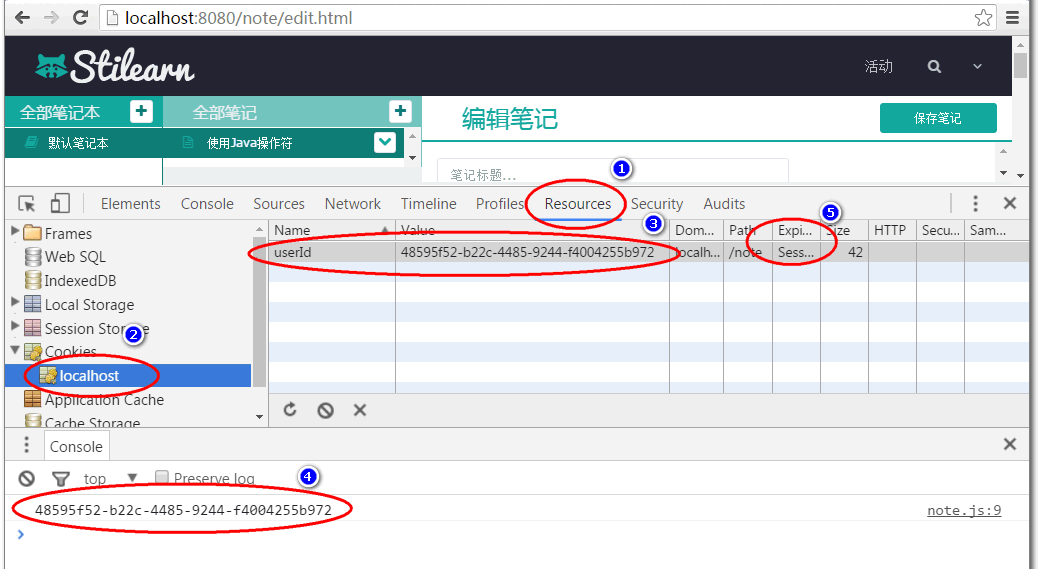 localhost:8080/note/edit.html
Stilearn
活动
全部笔记本
全部笔记
编辑笔记
保存笔记
默认笔记本
使用Java操作符
笔记标题...
1
Elements Console Sources Network Timeline Profiles Resources Security Audits
3
5
Frames
Web SQL
IndexedDB
Local Storage
Session Storage
2
Cookies
localhost
Application Cache
Cache Storage
Name Value Dom... Path Expi... Size HTTP Secu... Sam...
userId 48595f52-b22c-4485-9244-f4004255b972 localh... /note Sess... 42
Console
top Preserve log
4
48595f52-b22c-4485-9244-f4004255b972 note.js:9